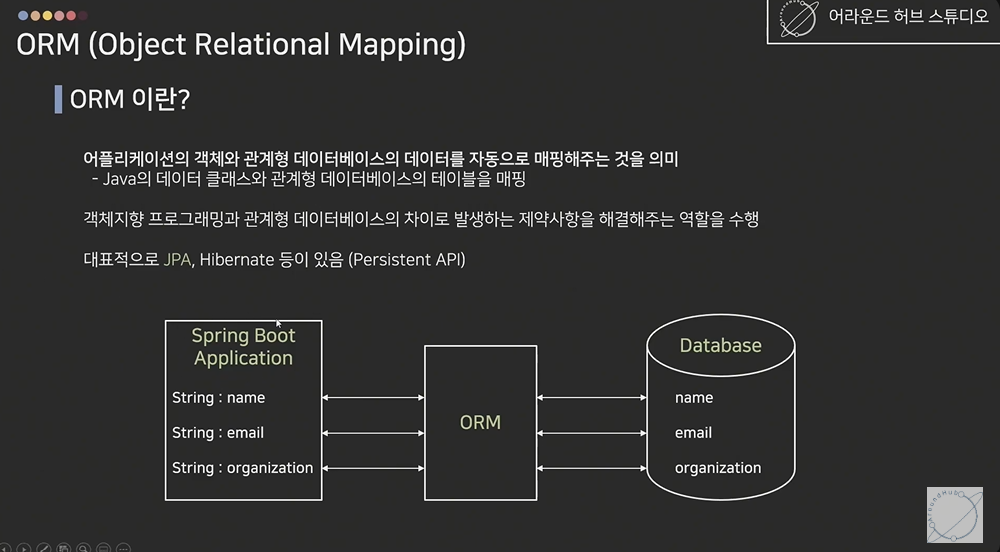 어라운드 허브 스튜디오
ORM (Object Relational Mapping)
ORM 이란?
어플리케이션의 객체와 관계형 데이터베이스의 데이터를 자동으로 매핑해주는 것을 의미
- Java의 데이터 클래스와 관계형 데이터베이스의 테이블을 매핑
객체지향 프로그래밍과 관계형 데이터베이스의 차이로 발생하는 제약사항을 해결해주는 역할을 수행
대표적으로 JPA, Hibernate 등이 있음 (Persistent API)
Spring Boot
Application
String : name
String : email
String : organization
ORM
Database
name
email
organization
AroundHub